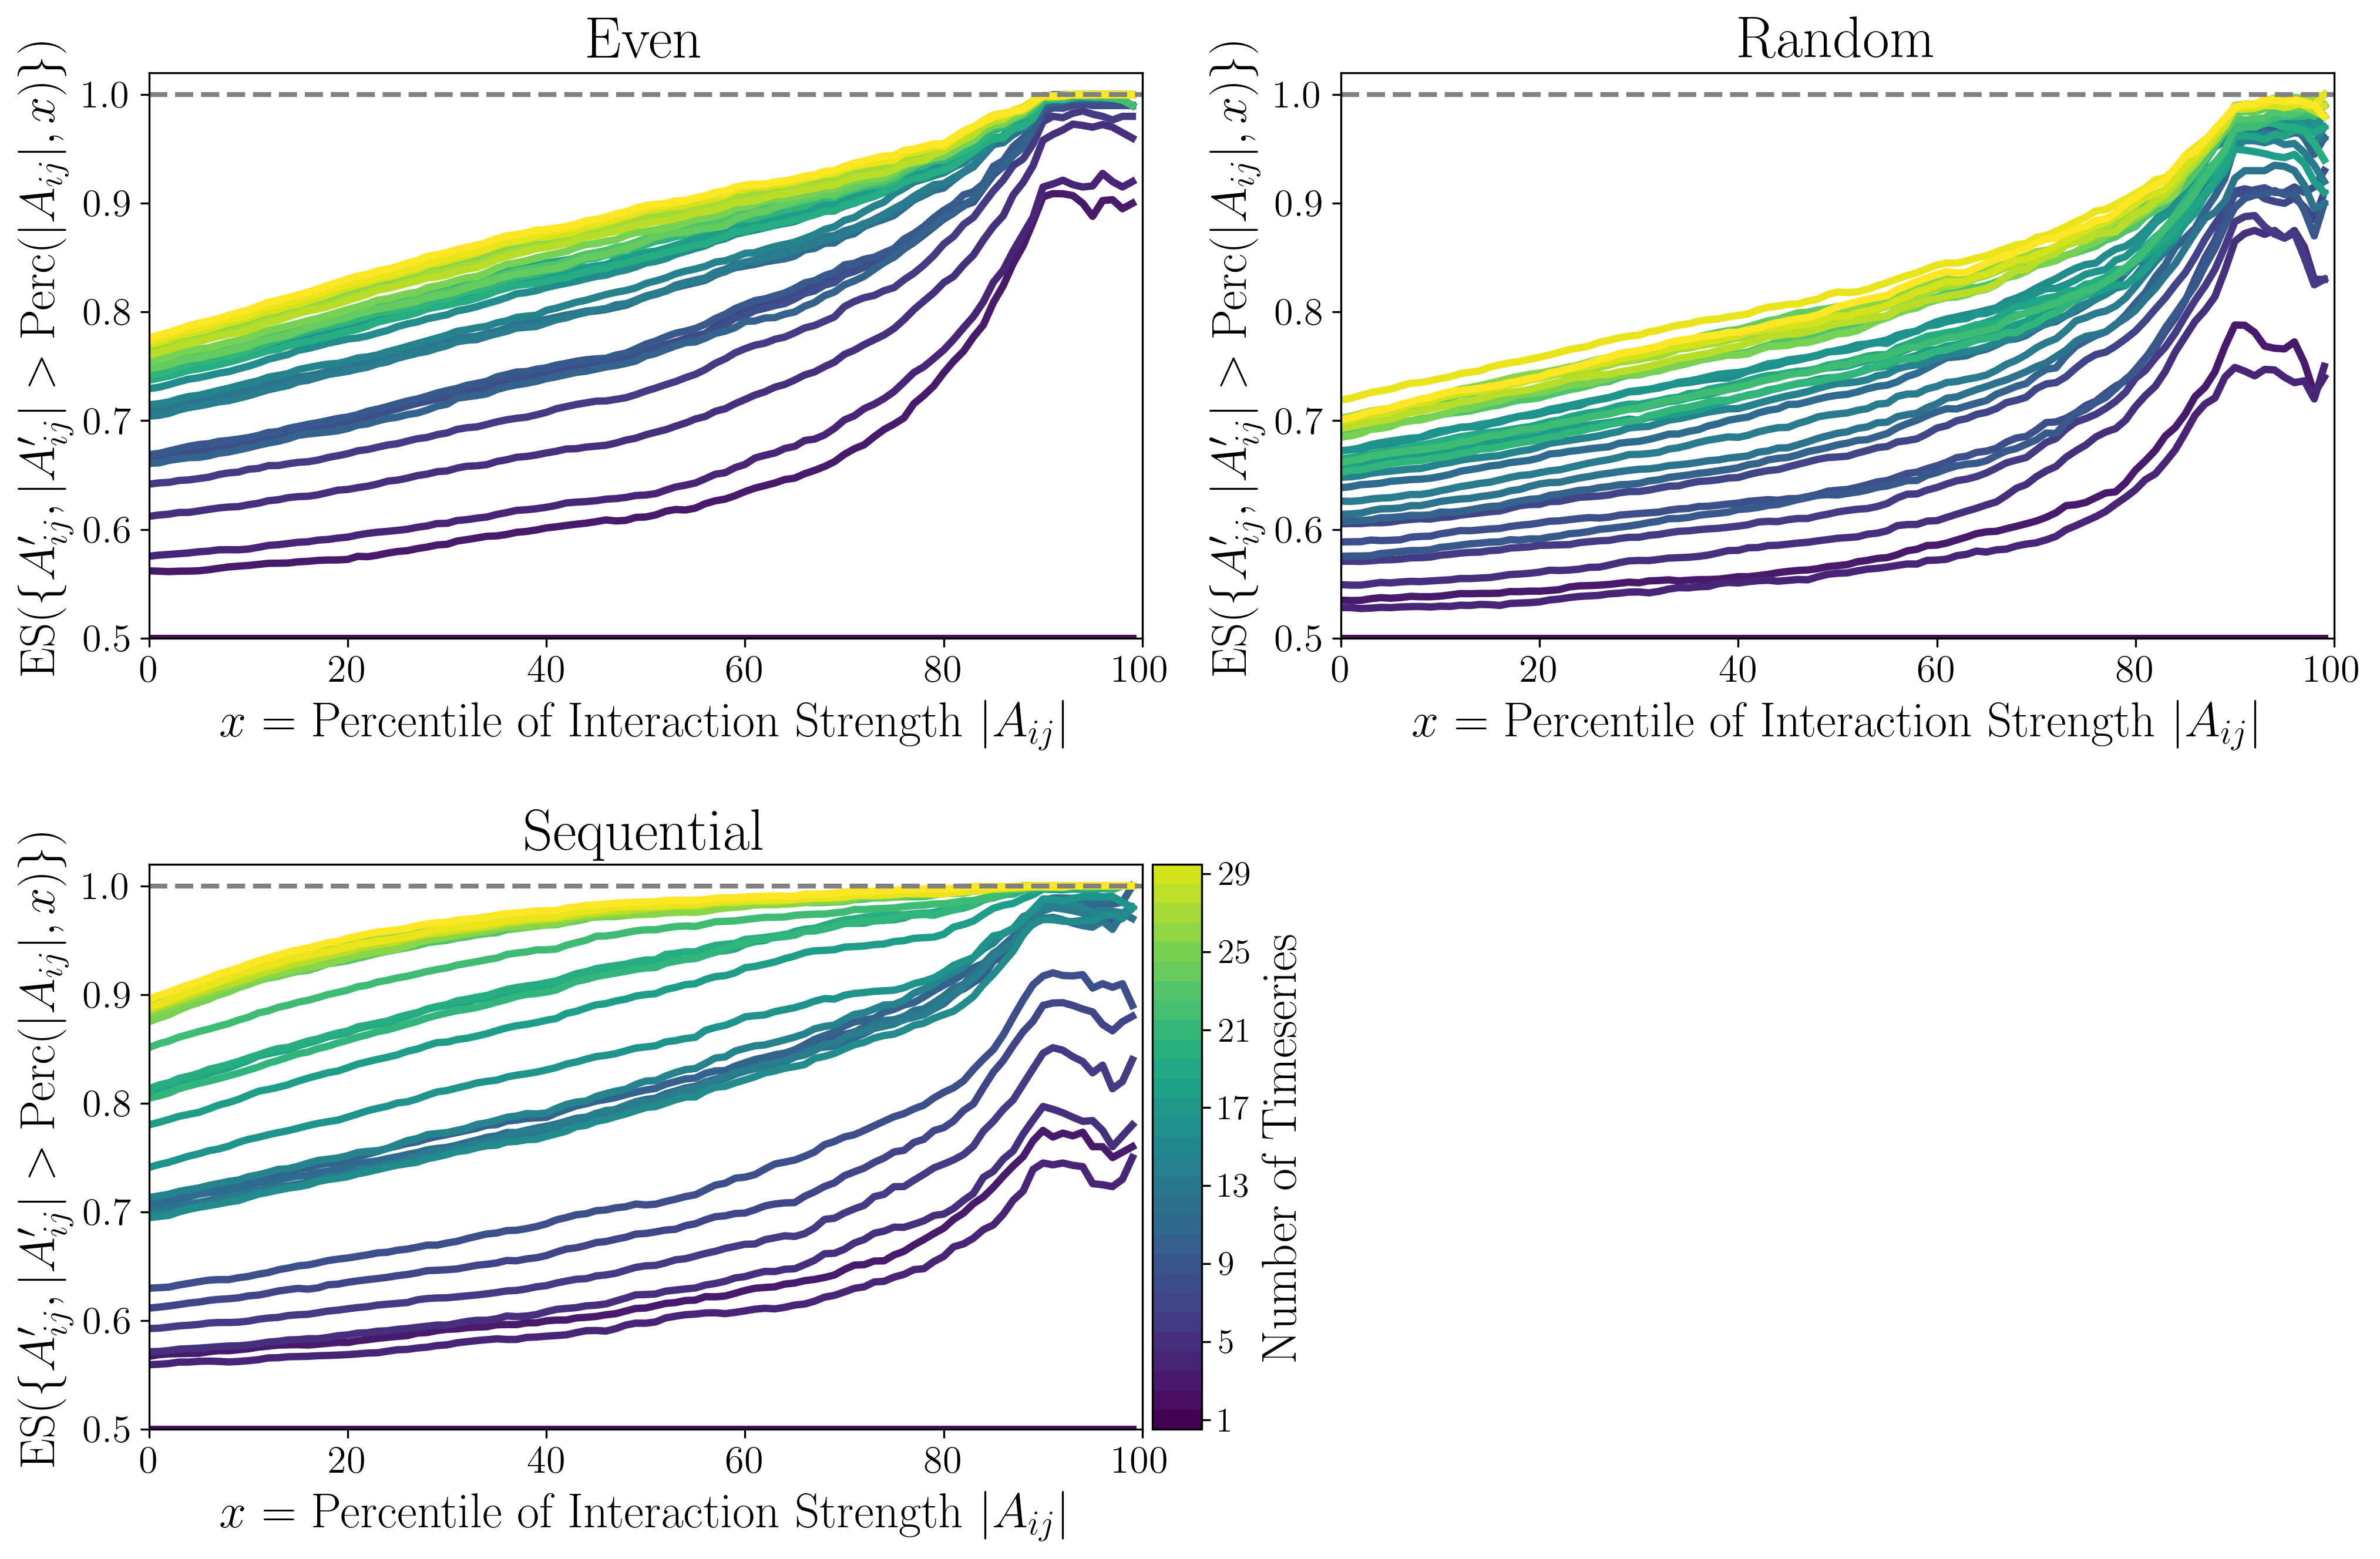 Even
ES({A′ij, |A′ij| > Perc(|Aij|, x)})
1.0
0.9
0.8
0.7
0.6
0.5
0 20 40 60 80 100
x = Percentile of Interaction Strength |Aij|
Random
ES({A′ij, |A′ij| > Perc(|Aij|, x)})
1.0
0.9
0.8
0.7
0.6
0.5
0 20 40 60 80 100
x = Percentile of Interaction Strength |Aij|
Sequential
ES({A′ij, |A′ij| > Perc(|Aij|, x)})
1.0
0.9
0.8
0.7
0.6
0.5
0 20 40 60 80 100
x = Percentile of Interaction Strength |Aij|
29
25
21
17
13
9
5
1
Number of Timeseries